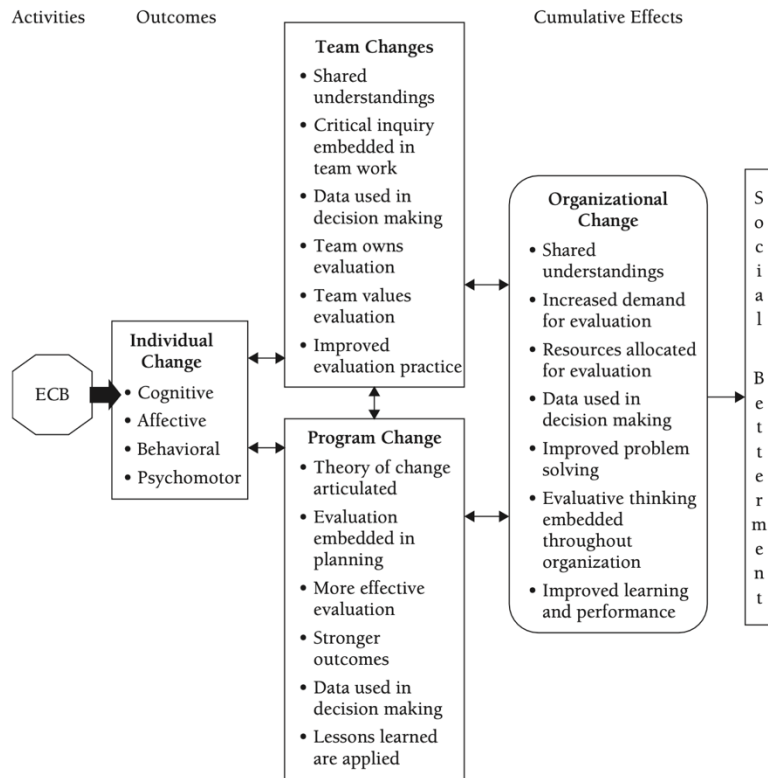 Activities
Outcomes
Cumulative Effects
ECB
Individual
Change
• Cognitive
• Affective
• Behavioral
• Psychomotor
Team Changes
• Shared
understandings
• Critical inquiry
embedded in
team work
• Data used in
decision making
• Team owns
evaluation
• Team values
evaluation
• Improved
evaluation practice
Program Change
• Theory of change
articulated
• Evaluation
embedded in
planning
• More effective
evaluation
• Stronger
outcomes
• Data used in
decision making
• Lessons learned
are applied
Organizational
Change
• Shared
understandings
• Increased demand
for evaluation
• Resources allocated
for evaluation
• Data used in
decision making
• Improved problem
solving
• Evaluative thinking
embedded
throughout
organization
• Improved learning
and performance
Social Betterment